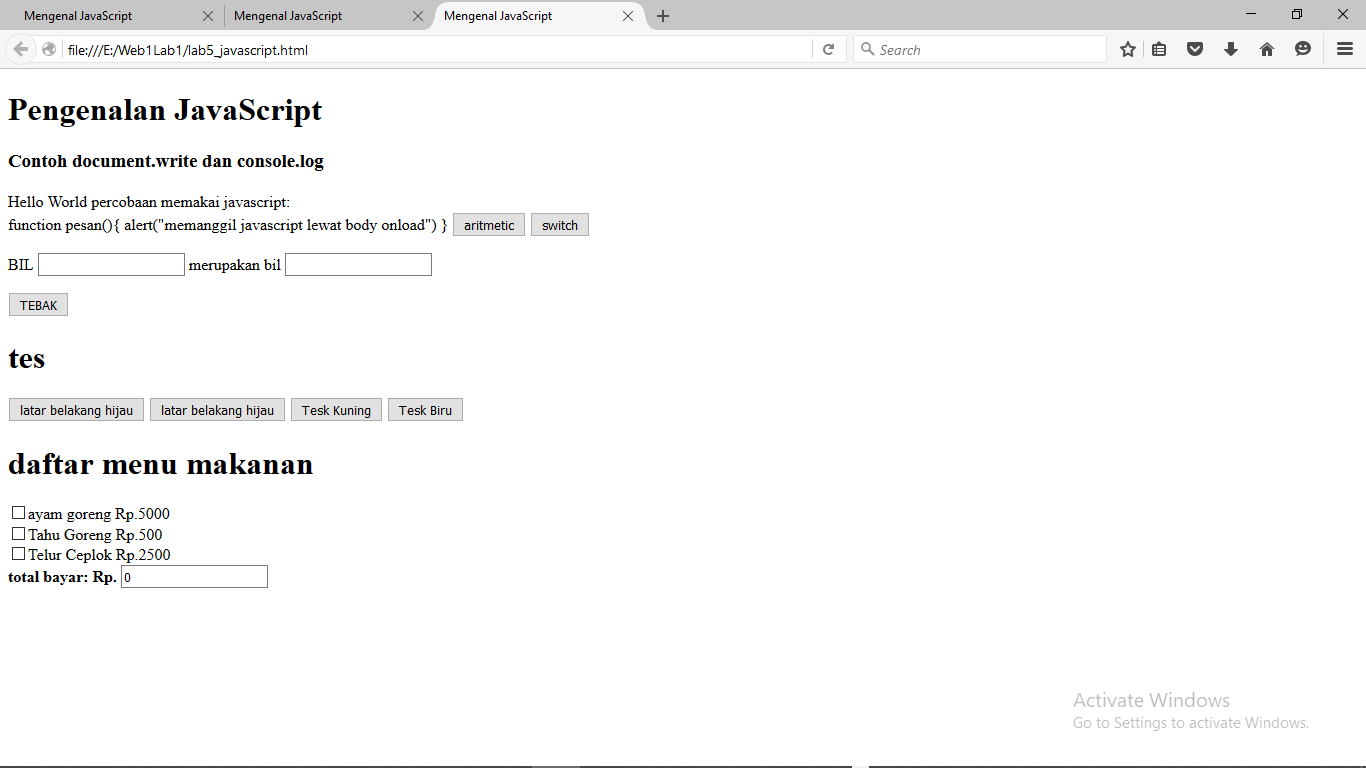 Mengenal JavaScript Mengenal JavaScript Mengenal JavaScript
file:///E:/Web1Lab1/lab5_javascript.html Search
Pengenalan JavaScript
Contoh document.write dan console.log
Hello World percobaan memakai javascript:
function pesan(){ alert("memanggil javascript lewat body onload") } aritmetic switch
BIL merupakan bil
TEBAK
tes
latar belakang hijau latar belakang hijau Tesk Kuning Tesk Biru
daftar menu makanan
ayam goreng Rp.5000
Tahu Goreng Rp.500
Telur Ceplok Rp.2500
total bayar: Rp. 0
Activate Windows
Go to Settings to activate Windows.